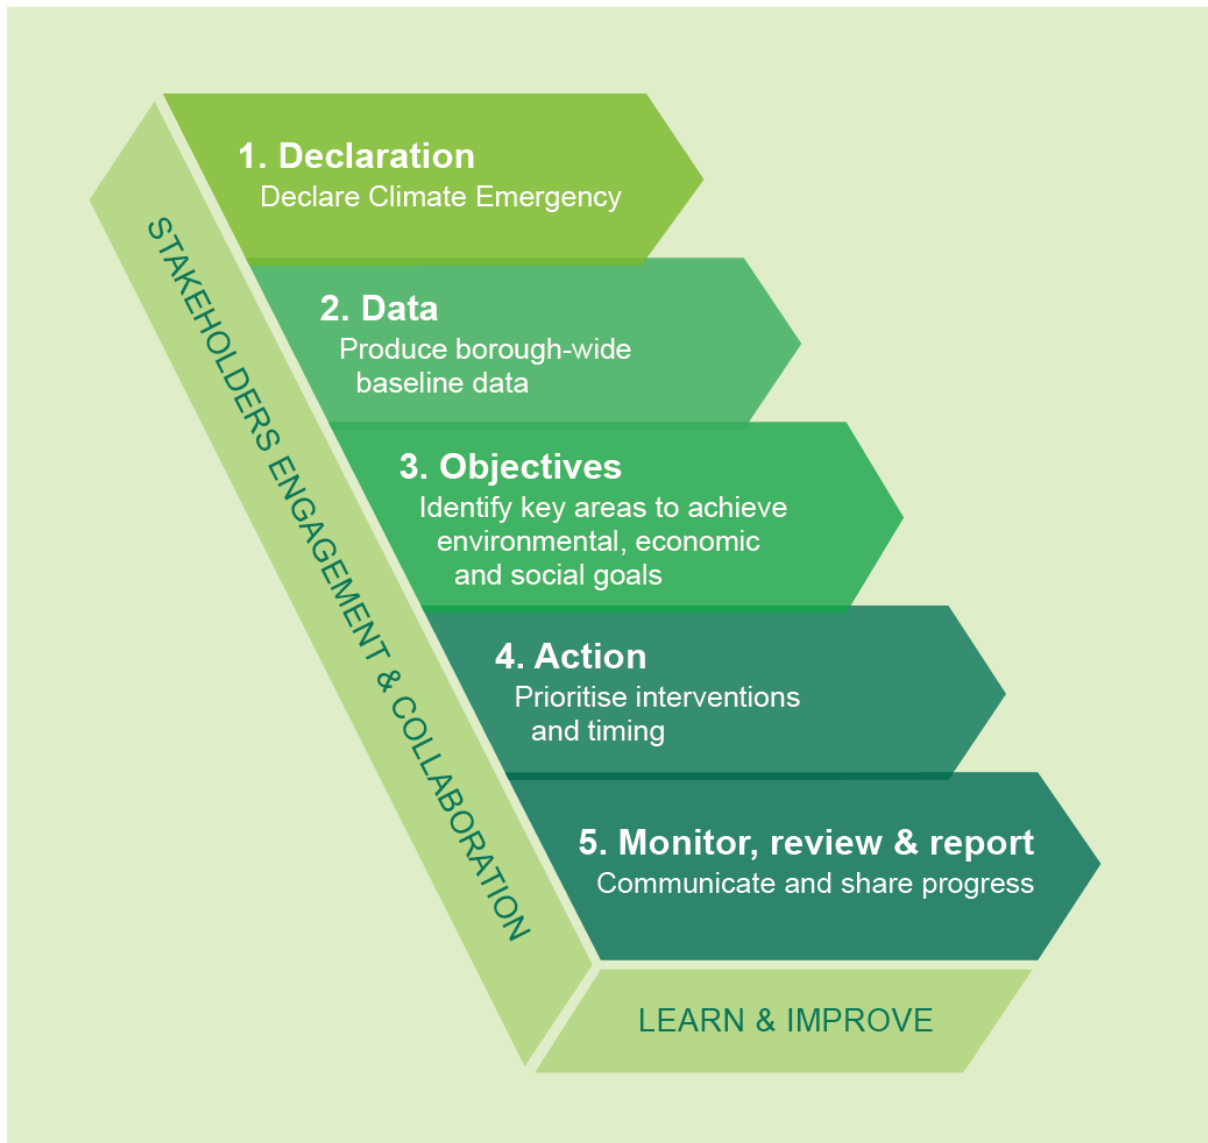 1. Declaration
Declare Climate Emergency
2. Data
Produce borough-wide
baseline data
3. Objectives
Identify key areas to achieve
environmental, economic
and social goals
4. Action
Prioritise interventions
and timing
5. Monitor, review & report
Communicate and share progress
STAKEHOLDERS ENGAGEMENT & COLLABORATION
LEARN & IMPROVE